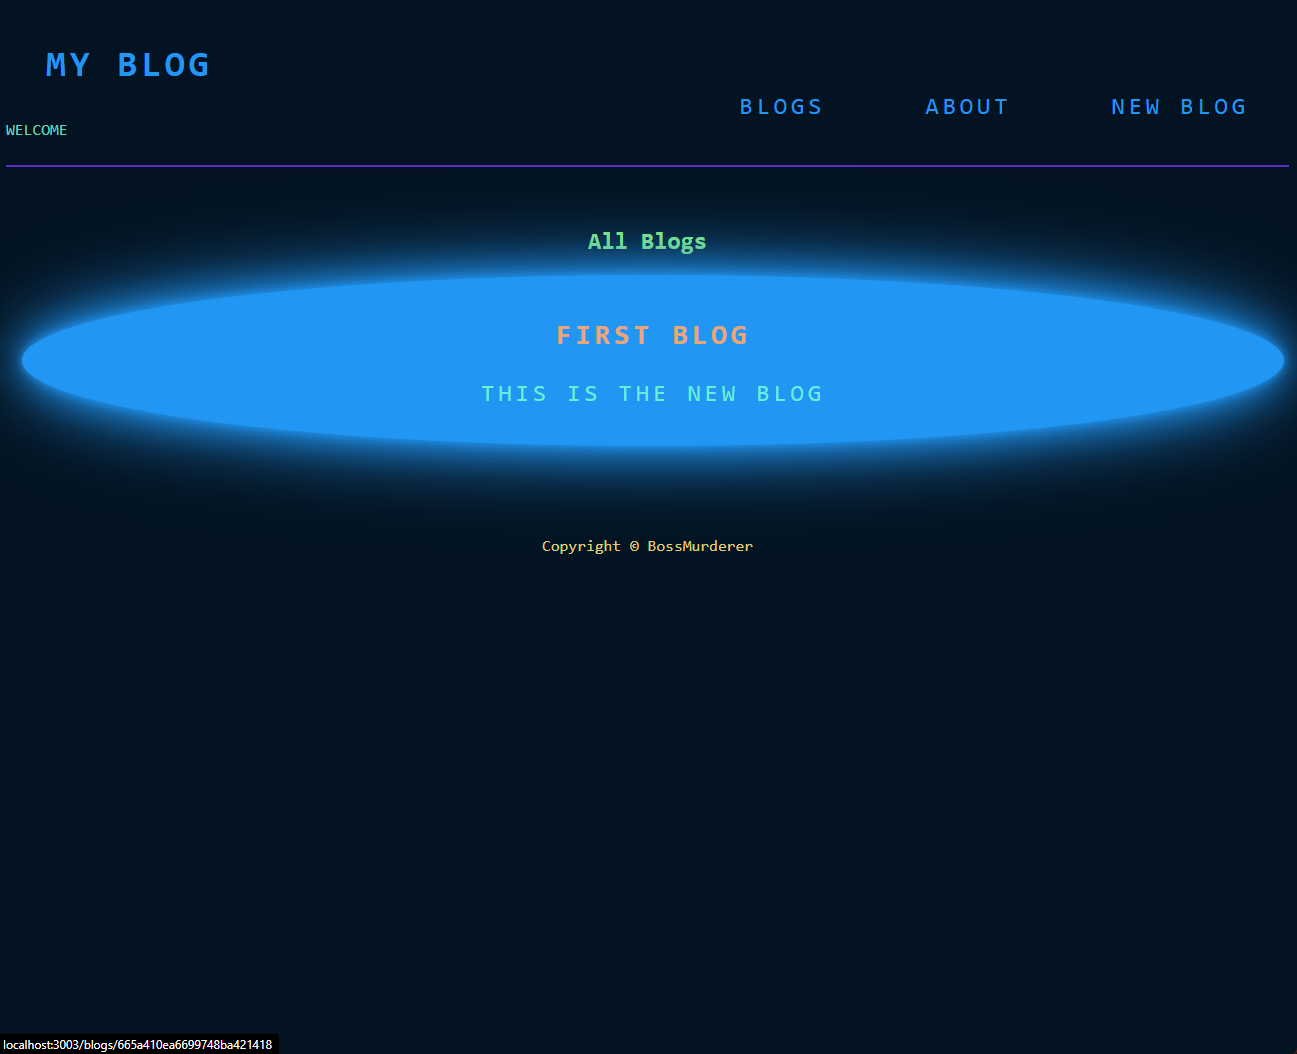 MY BLOG
BLOGS ABOUT NEW BLOG
WELCOME
All Blogs
FIRST BLOG
THIS IS THE NEW BLOG
Copyright © BossMurderer
localhost:3003/blogs/665a410ea6699748ba421418